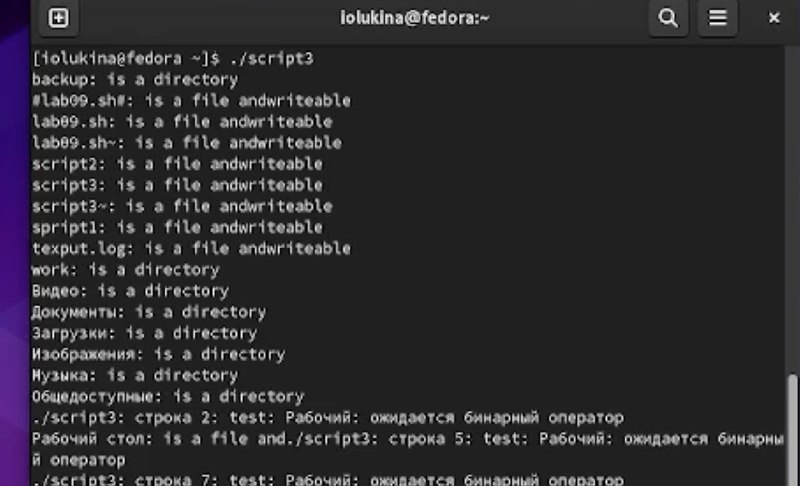 iolukina@fedora:~
[iolukina@fedora ~]$ ./script3
backup: is a directory
#lab09.sh#: is a file andwriteable
lab09.sh: is a file andwriteable
lab09.sh~: is a file andwriteable
script2: is a file andwriteable
script3: is a file andwriteable
script3~: is a file andwriteable
spript1: is a file andwriteable
texput.log: is a file andwriteable
work: is a directory
Видео: is a directory
Документы: is a directory
Загрузки: is a directory
Изображения: is a directory
Музыка: is a directory
Общедоступные: is a directory
./script3: строка 2: test: Рабочий: ожидается бинарный оператор
Рабочий стол: is a file and./script3: строка 5: test: Рабочий: ожидается бинарны
й оператор
./script3: строка 7: test: Рабочий: ожидается бинарный оператор